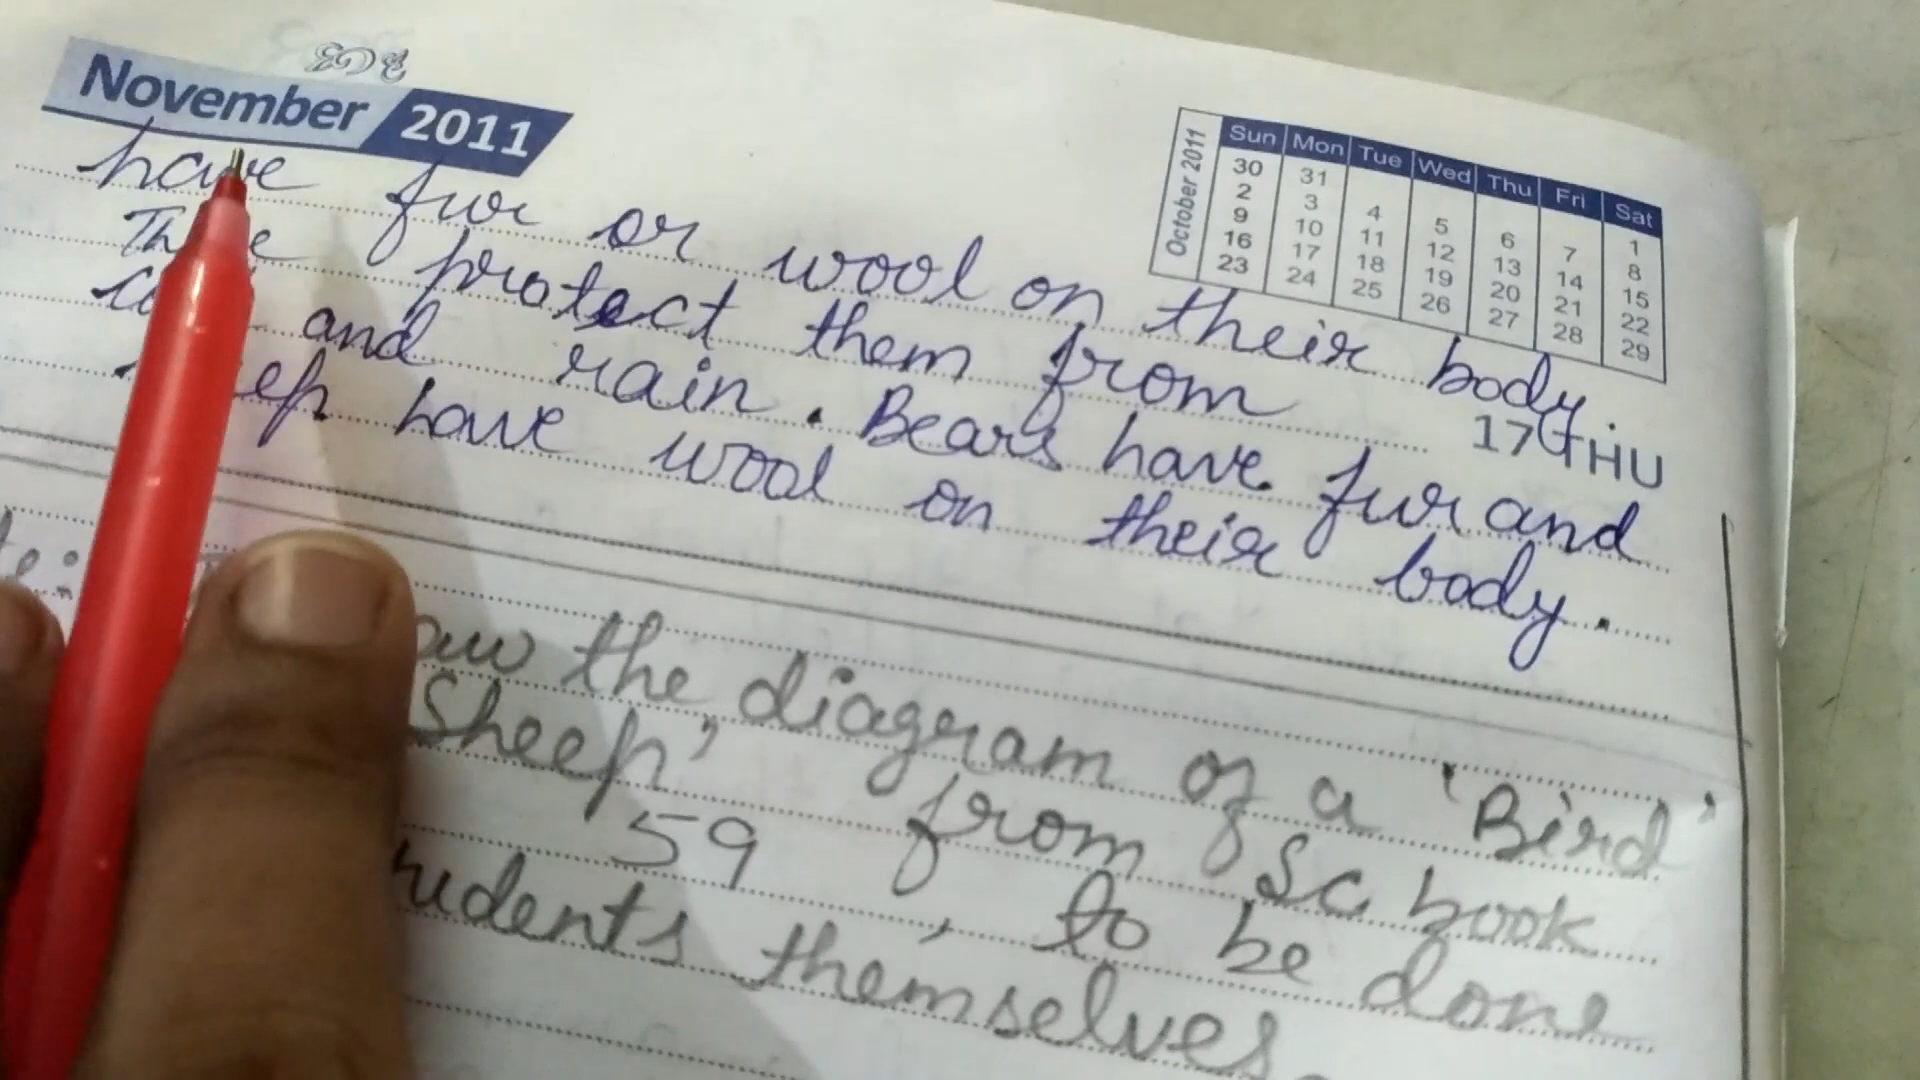 November 2011
have fur or wool on their body.
protect them from
and rain. Bears have fur and
have wool on their body.
17 THU
the diagram of a 'Bird'
Sheep' from Sc. book
59, to be done
themselves
October 2011
Sun Mon Tue Wed Thu Fri Sat
30 31 1
2 3 4 5 6 7 8
9 10 11 12 13 14 15
16 17 18 19 20 21 22
23 24 25 26 27 28 29